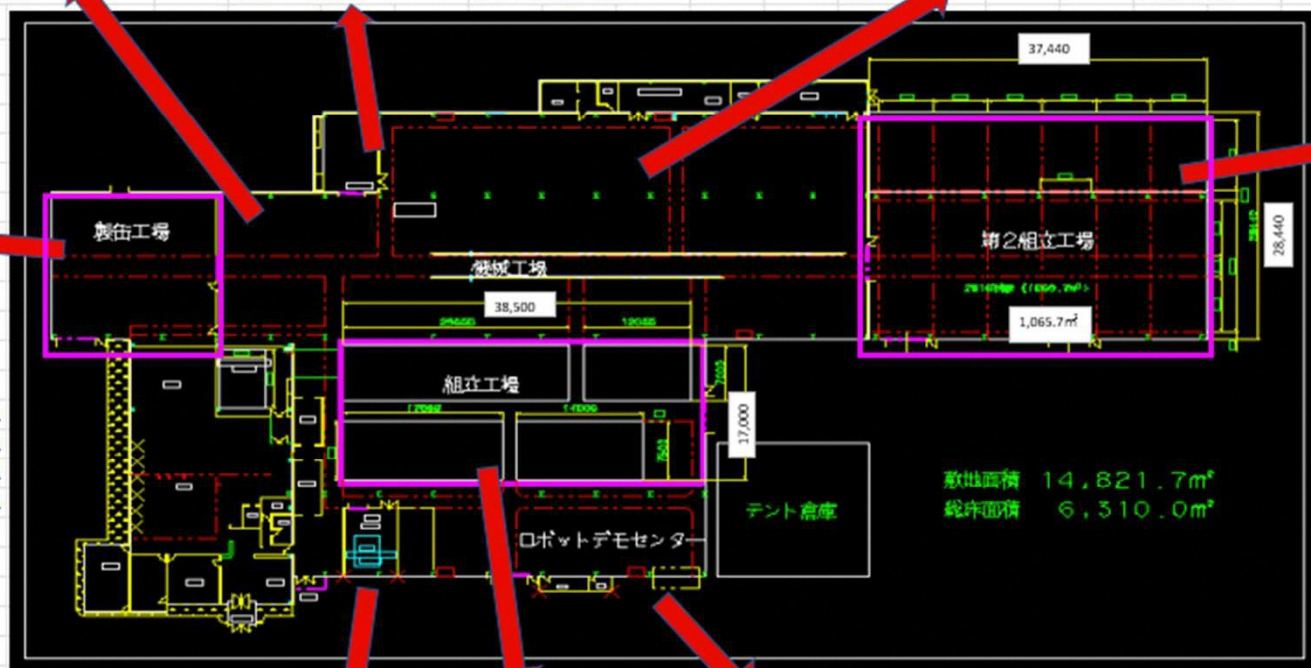 37,440
製缶工場
第2組立工場
28,440
機械工場
38,500
1,065.7㎡
組立工場
7000
17,000
7500
敷地面積 14,821.7㎡
総床面積 6,310.0㎡
テント倉庫
ロボットデモセンター